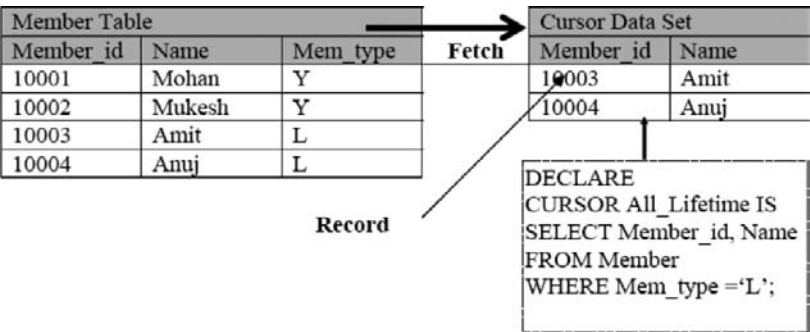 Member Table
Member_id Name Mem_type
10001 Mohan Y
10002 Mukesh Y
10003 Amit L
10004 Anuj L
Fetch
Cursor Data Set
Member_id Name
10003 Amit
10004 Anuj
Record
DECLARE
CURSOR All_Lifetime IS
SELECT Member_id, Name
FROM Member
WHERE Mem_type =‘L’;